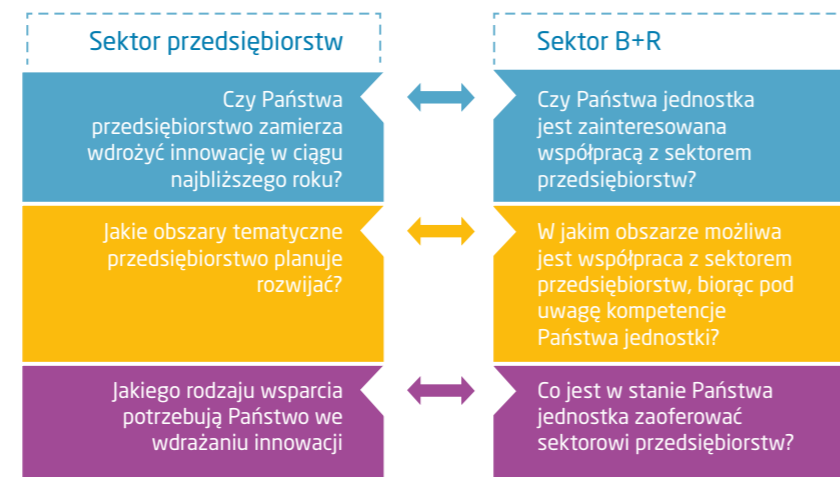 Sektor przedsiębiorstw
Sektor B+R
Czy Państwa
przedsiębiorstwo zamierza
wdrożyć innowację w ciągu
najbliższego roku?
Czy Państwa jednostka
jest zainteresowana
współpracą z sektorem
przedsiębiorstw?
Jakie obszary tematyczne
przedsiębiorstwo planuje
rozwijać?
W jakim obszarze możliwa
jest współpraca z sektorem
przedsiębiorstw, biorąc pod
uwagę kompetencje
Państwa jednostki?
Jakiego rodzaju wsparcia
potrzebują Państwo we
wdrażaniu innowacji
Co jest w stanie Państwa
jednostka zaoferować
sektorowi przedsiębiorstw?